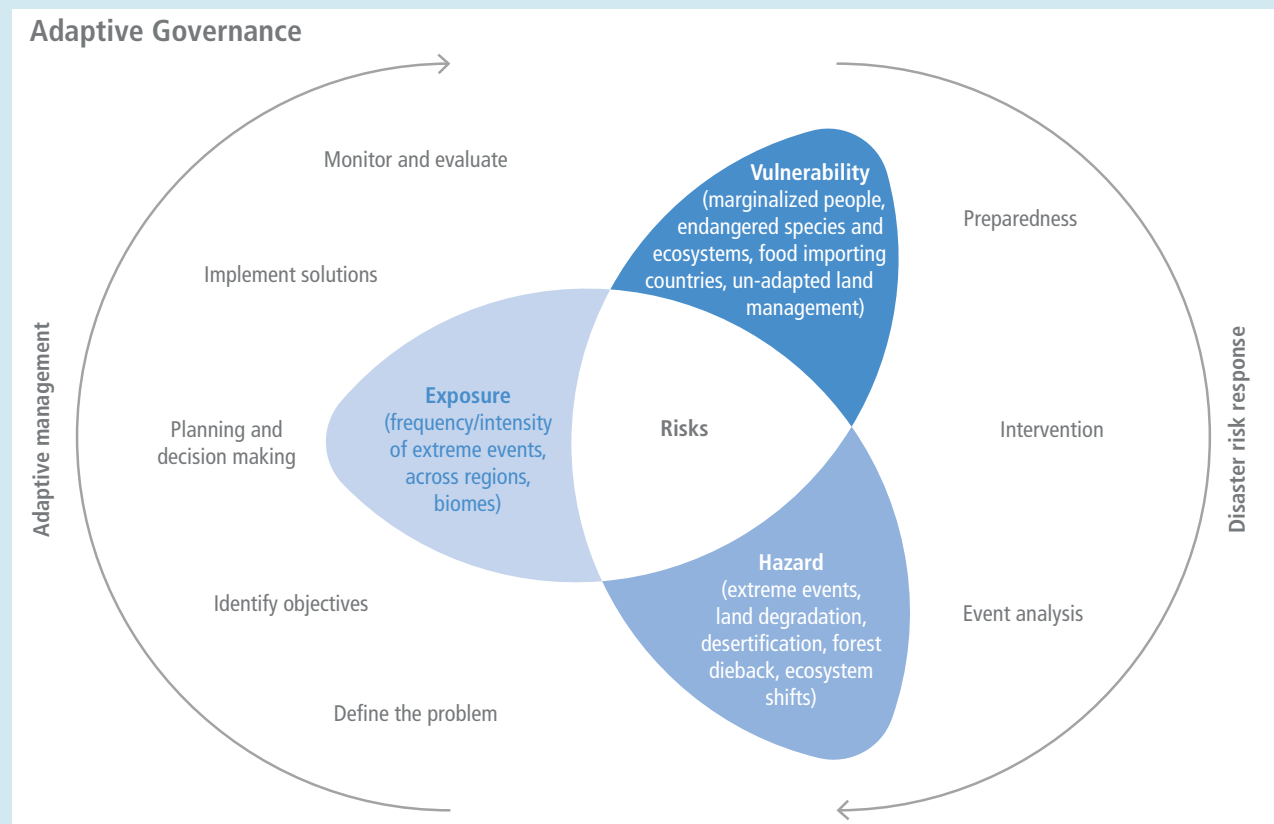 Adaptive Governance
Adaptive management
Monitor and evaluate
Implement solutions
Planning and
decision making
Identify objectives
Define the problem
Exposure
(frequency/intensity
of extreme events,
across regions,
biomes)
Risks
Vulnerability
(marginalized people,
endangered species and
ecosystems, food importing
countries, un-adapted land
management)
Hazard
(extreme events,
land degradation,
desertification, forest
dieback, ecosystem
shifts)
Preparedness
Intervention
Event analysis
Disaster risk response